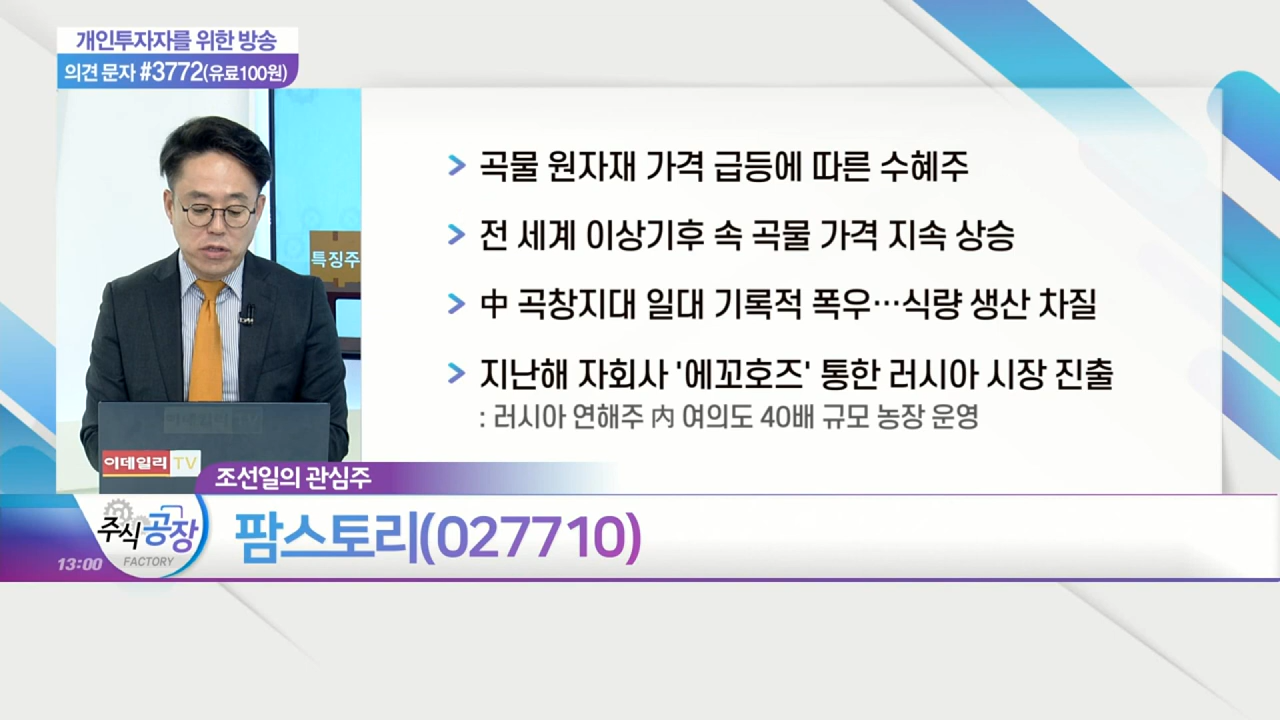 개인투자자를 위한 방송
의견 문자 #3772(유료100원)
특징주
> 곡물 원자재 가격 급등에 따른 수혜주
> 전 세계 이상기후 속 곡물 가격 지속 상승
> 中 곡창지대 일대 기록적 폭우…식량 생산 차질
> 지난해 자회사 '에꼬호즈' 통한 러시아 시장 진출
: 러시아 연해주 內 여의도 40배 규모 농장 운영
이데일리TV
조선일의 관심주
주식공장
FACTORY
13:00
팜스토리(027710)